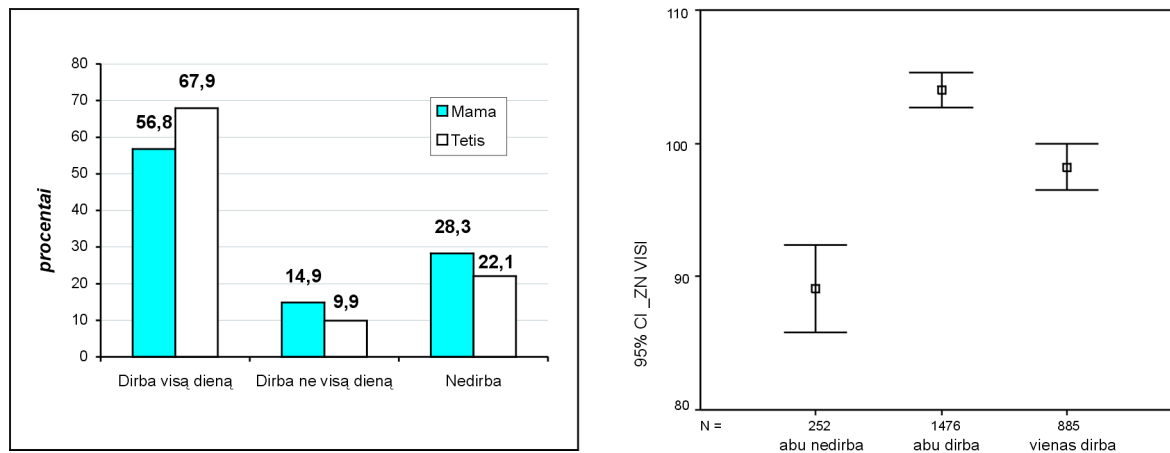 procentai
80
70
60
50
40
30
20
10
0
67,9
56,8
14,9
9,9
28,3
22,1
Mama
Tetis
Dirba visą dieną
Dirba ne visą dieną
Nedirba
95% CI _ZN VISI
110
100
90
80
N = 252 1476 885
abu nedirba abu dirba vienas dirba